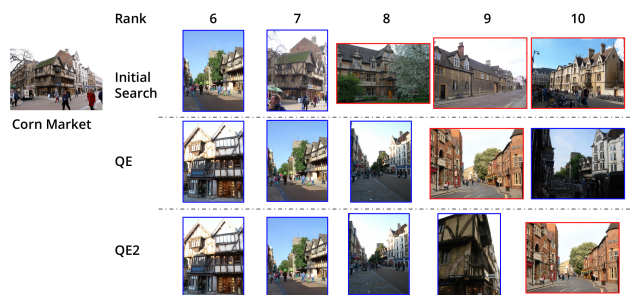 Rank 6 7 8 9 10
Initial
Search
Corn Market
QE
QE2